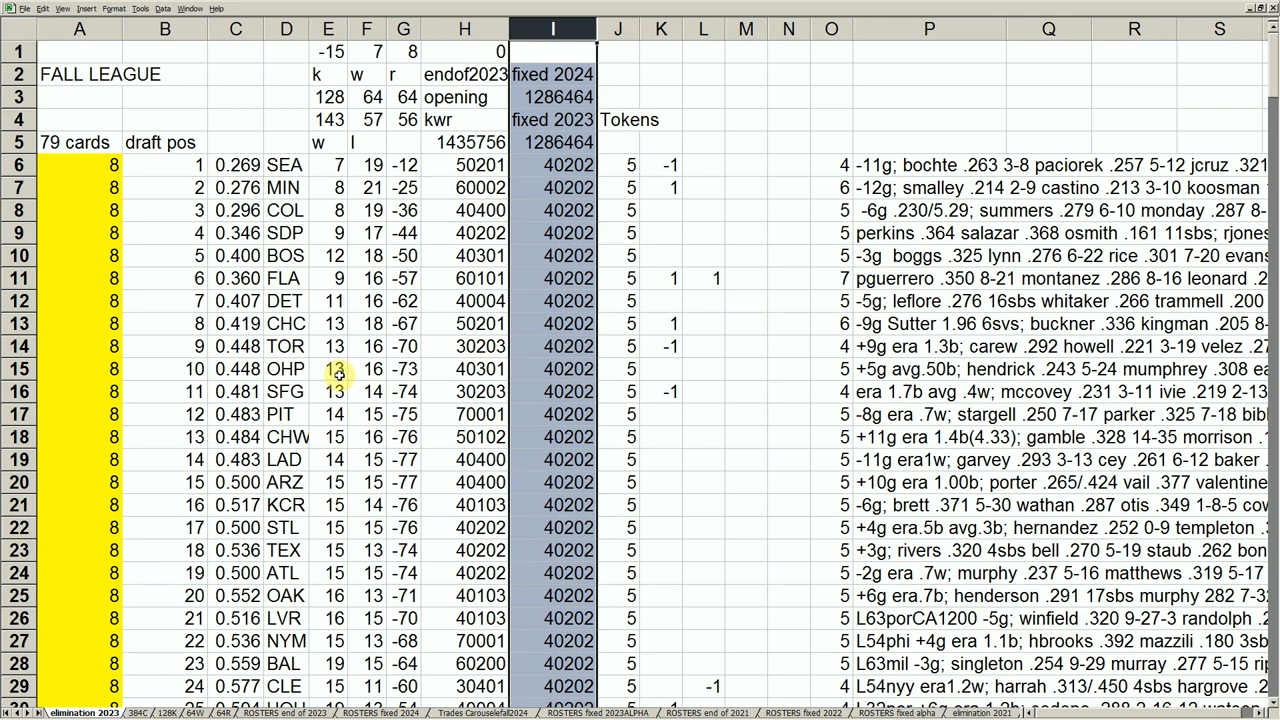 File Edit View Insert Format Tools Data Window Help
A B C D E F G H I J K L M N O P Q R S
1 -15 7 8 0
2 FALL LEAGUE k w r endof2023 fixed 2024
3 128 64 64 opening 1286464
4 143 57 56 kwr fixed 2023 Tokens
5 79 cards draft pos w l 1435756 1286464
6 8 1 0.269 SEA 7 19 -12 50201 40202 5 -1 4 -11g; bochte .263 3-8 paciorek .257 5-12 jcruz .321
7 8 2 0.276 MIN 8 21 -25 60002 40202 5 1 6 -12g; smalley .214 2-9 castino .213 3-10 koosman
8 8 3 0.296 COL 8 19 -36 40400 40202 5 5 -6g .230/5.29; summers .279 6-10 monday .287 8-
9 8 4 0.346 SDP 9 17 -44 40202 40202 5 5 perkins .364 salazar .368 osmith .161 11sbs; rjones
10 8 5 0.400 BOS 12 18 -50 40301 40202 5 5 -3g boggs .325 lynn .276 6-22 rice .301 7-20 evans
11 8 6 0.360 FLA 9 16 -57 60101 40202 5 1 1 7 pguerrero .350 8-21 montanez .286 8-16 leonard .2
12 8 7 0.407 DET 11 16 -62 40004 40202 5 5 -5g; leflore .276 16sbs whitaker .266 trammell .200
13 8 8 0.419 CHC 13 18 -67 50201 40202 5 1 6 -9g Sutter 1.96 6svs; buckner .336 kingman .205 8-
14 8 9 0.448 TOR 13 16 -70 30203 40202 5 -1 4 +9g era 1.3b; carew .292 howell .221 3-19 velez .27
15 8 10 0.448 OHP 13 16 -73 40301 40202 5 5 +5g avg.50b; hendrick .243 5-24 mumphrey .308 ea
16 8 11 0.481 SFG 13 14 -74 30203 40202 5 -1 4 era 1.7b avg .4w; mccovey .231 3-11 ivie .219 2-13
17 8 12 0.483 PIT 14 15 -75 70001 40202 5 5 -8g era .7w; stargell .250 7-17 parker .325 7-18 bibl
18 8 13 0.484 CHW 15 16 -76 50102 40202 5 5 +11g era 1.4b(4.33); gamble .328 14-35 morrison .
19 8 14 0.483 LAD 14 15 -77 40400 40202 5 5 -11g era1w; garvey .293 3-13 cey .261 6-12 baker .
20 8 15 0.500 ARZ 15 15 -77 40400 40202 5 5 +10g era 1.00b; porter .265/.424 vail .377 valentine
21 8 16 0.517 KCR 15 14 -76 40103 40202 5 5 -6g; brett .371 5-30 wathan .287 otis .349 1-8-5 cow
22 8 17 0.500 STL 15 15 -76 40202 40202 5 5 +4g era.5b avg.3b; hernandez .252 0-9 templeton .
23 8 18 0.536 TEX 15 13 -74 40202 40202 5 5 +3g; rivers .320 4sbs bell .270 5-19 staub .262 bon
24 8 19 0.500 ATL 15 15 -74 40202 40202 5 5 -2g era .7w; murphy .237 5-16 matthews .319 5-17
25 8 20 0.552 OAK 16 13 -71 40103 40202 5 5 +6g era.7b; henderson .291 17sbs murphy 282 7-3
26 8 21 0.516 LVR 16 15 -70 40103 40202 5 5 L63porCA1200 -5g; winfield .320 9-27-3 randolph .2
27 8 22 0.536 NYM 15 13 -68 70001 40202 5 5 L54phi +4g era 1.1b; hbrooks .392 mazzili .180 3sb
28 8 23 0.559 BAL 19 15 -64 60200 40202 5 5 L63mil -3g; singleton .254 9-29 murray .277 5-15 rip
29 8 24 0.577 CLE 15 11 -60 30401 40202 5 -1 4 L54nyy era1.2w; harrah .313/.450 4sbs hargrove .2
elimination 2023 384C 128K 64W 64R ROSTERS end of 2023 ROSTERS fixed 2024 Trades Carouselefal2024 ROSTERS fixed 2023ALPHA ROSTERS end of 2021 ROSTERS fixed 2022 ROSTERS fixed alpha elimination 2021